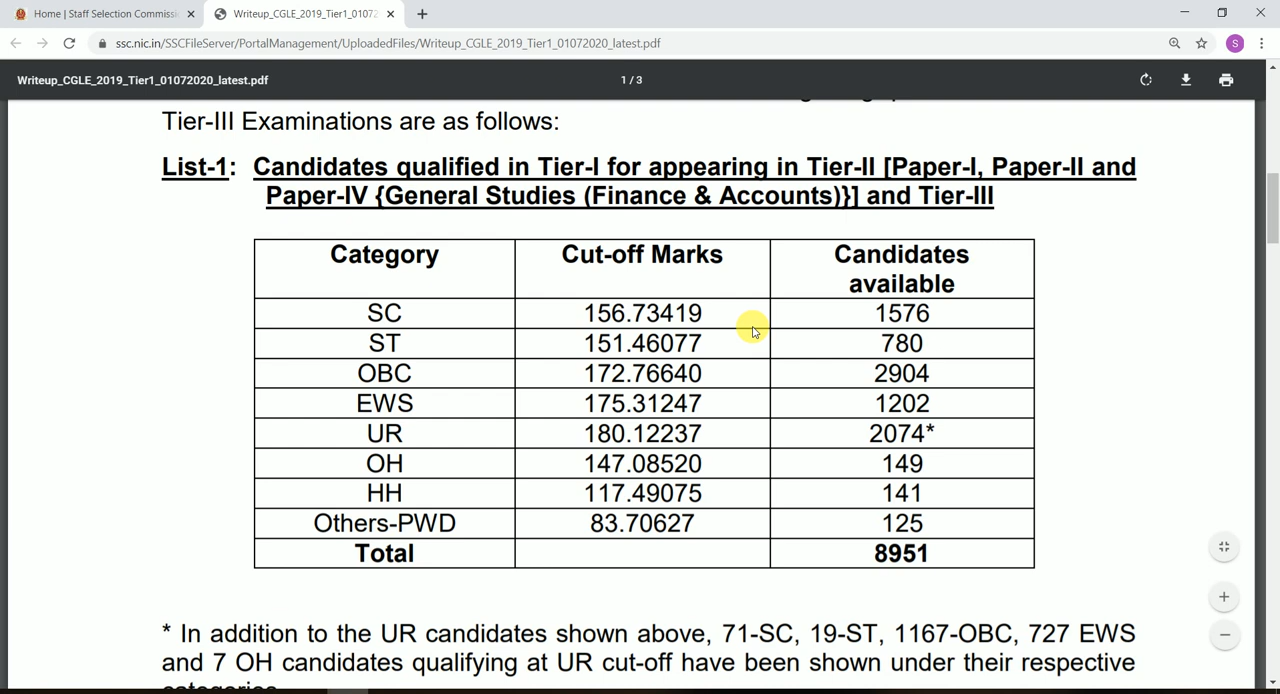 Home | Staff Selection Commissi
Writeup_CGLE_2019_Tier1_01072
ssc.nic.in/SSCFileServer/PortalManagement/UploadedFiles/Writeup_CGLE_2019_Tier1_01072020_latest.pdf
S
Writeup_CGLE_2019_Tier1_01072020_latest.pdf 1 / 3
Tier-III Examinations are as follows:
List-1: Candidates qualified in Tier-I for appearing in Tier-II [Paper-I, Paper-II and
Paper-IV {General Studies (Finance & Accounts)}] and Tier-III
Category Cut-off Marks Candidates
available
SC 156.73419 1576
ST 151.46077 780
OBC 172.76640 2904
EWS 175.31247 1202
UR 180.12237 2074*
OH 147.08520 149
HH 117.49075 141
Others-PWD 83.70627 125
Total 8951
* In addition to the UR candidates shown above, 71-SC, 19-ST, 1167-OBC, 727 EWS
and 7 OH candidates qualifying at UR cut-off have been shown under their respective
categories